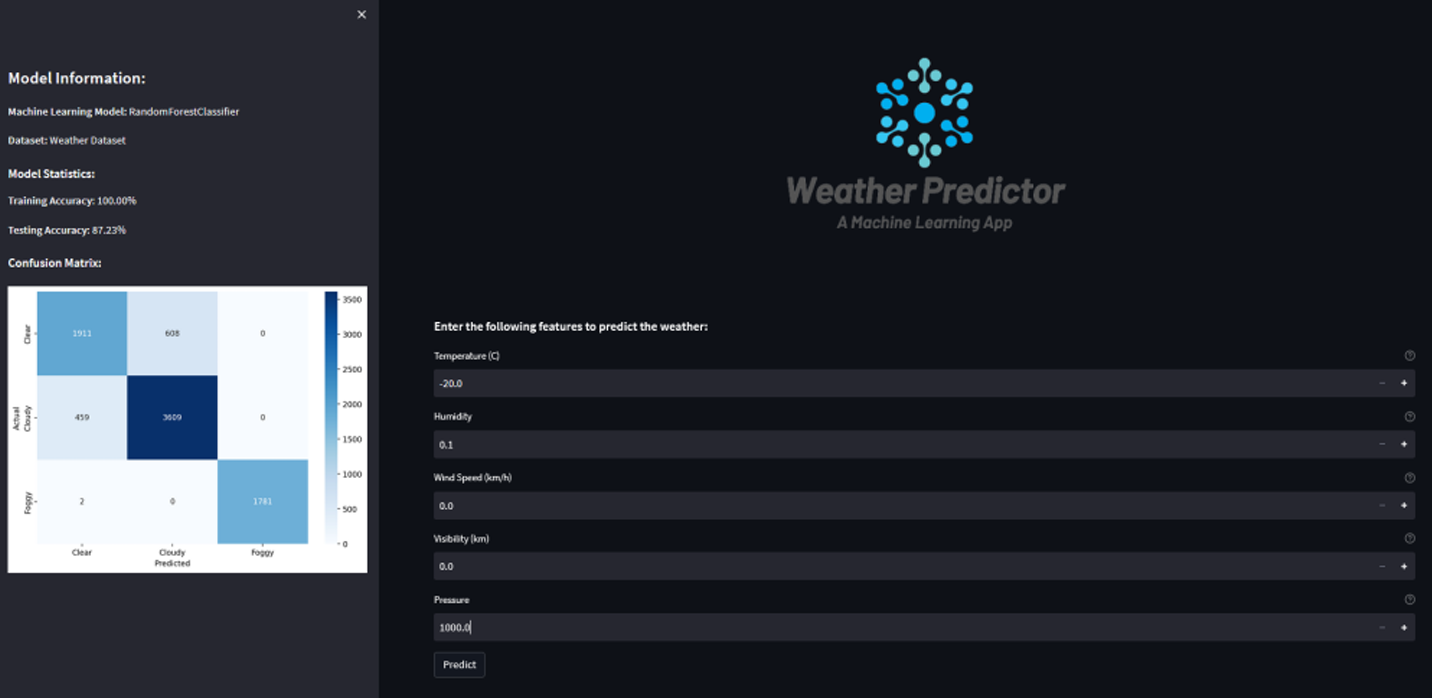 ×
Model Information:
Machine Learning Model: RandomForestClassifier
Dataset: Weather Dataset
Model Statistics:
Training Accuracy: 100.00%
Testing Accuracy: 87.23%
Confusion Matrix:
Actual
Clear
1911
608
0
Cloudy
459
3609
0
Foggy
2
0
1781
Clear
Cloudy
Foggy
Predicted
3500
3000
2500
2000
1500
1000
500
0
Weather Predictor
A Machine Learning App
Enter the following features to predict the weather:
Temperature (C)
-20.0
Humidity
0.1
Wind Speed (km/h)
0.0
Visibility (km)
0.0
Pressure
1000.0
Predict